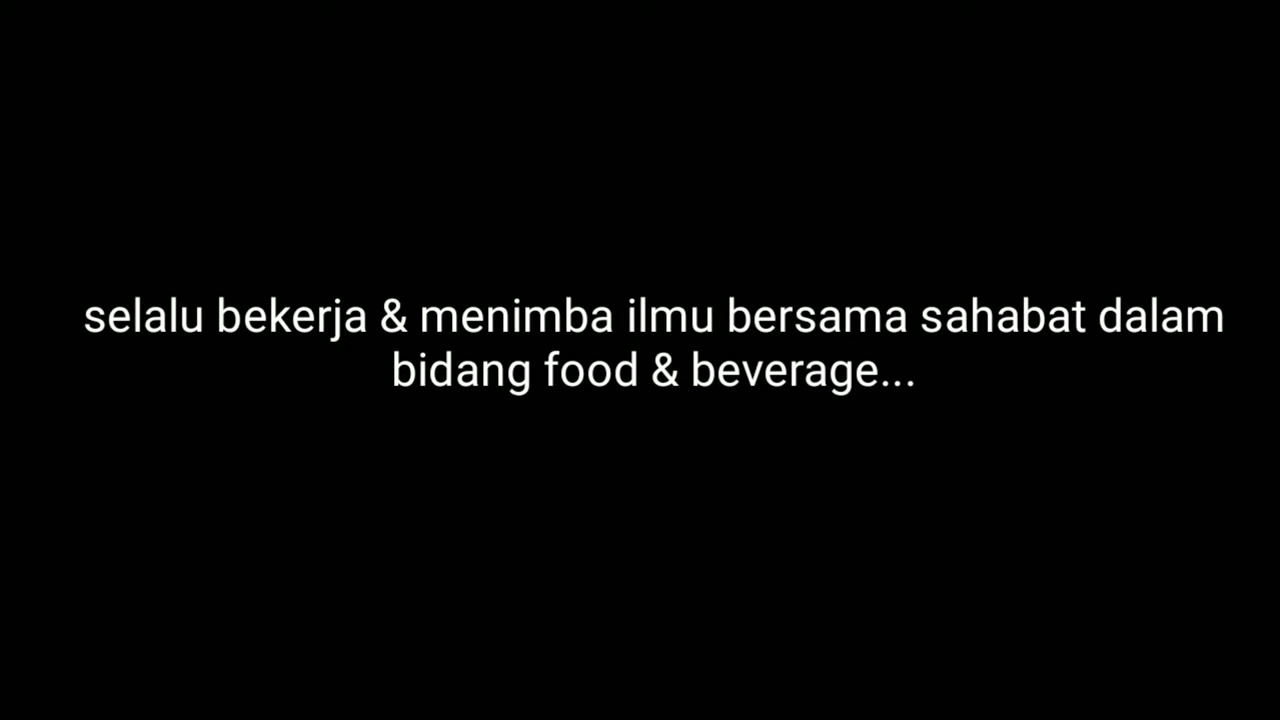 selalu bekerja & menimba ilmu bersama sahabat dalam
bidang food & beverage...